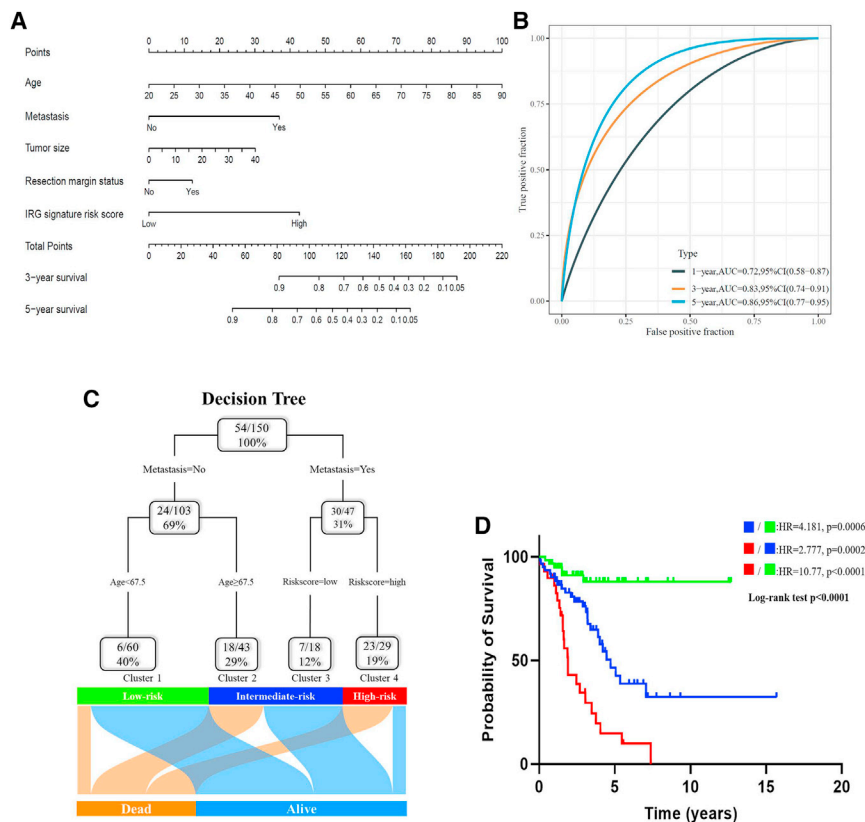 A
Points
0 10 20 30 40 50 60 70 80 90 100
Age
20 25 30 35 40 45 50 55 60 65 70 75 80 85 90
Metastasis
No Yes
Tumor size
0 5 10 15 20 25 30 35 40
Resection margin status
No Yes
IRG signature risk score
Low High
Total Points
0 20 40 60 80 100 120 140 160 180 200 220
3-year survival
0.9 0.8 0.7 0.6 0.5 0.4 0.3 0.2 0.1 0.05
5-year survival
0.9 0.8 0.7 0.6 0.5 0.4 0.3 0.2 0.1 0.05
B
True positive fraction
1.00
0.75
0.50
0.25
0.00
Type
1-year,AUC=0.72,95%CI(0.58-0.87)
3-year,AUC=0.83,95%CI(0.74-0.91)
5-year,AUC=0.86,95%CI(0.77-0.95)
0.00 0.25 0.50 0.75 1.00
False positive fraction
C
Decision Tree
54/150
100%
Metastasis=No Metastasis=Yes
24/103
69%
30/47
31%
Age<67.5 Age≥67.5 Riskscore=low Riskscore=high
6/60
40%
18/43
29%
7/18
12%
23/29
19%
Cluster 1 Cluster 2 Cluster 3 Cluster 4
Low-risk Intermediate-risk High-risk
Dead Alive
D
/ :HR=4.181, p=0.0006
/ :HR=2.777, p=0.0002
/ :HR=10.77, p<0.0001
Log-rank test p<0.0001
Probability of Survival
100
50
0
0 5 10 15 20
Time (years)